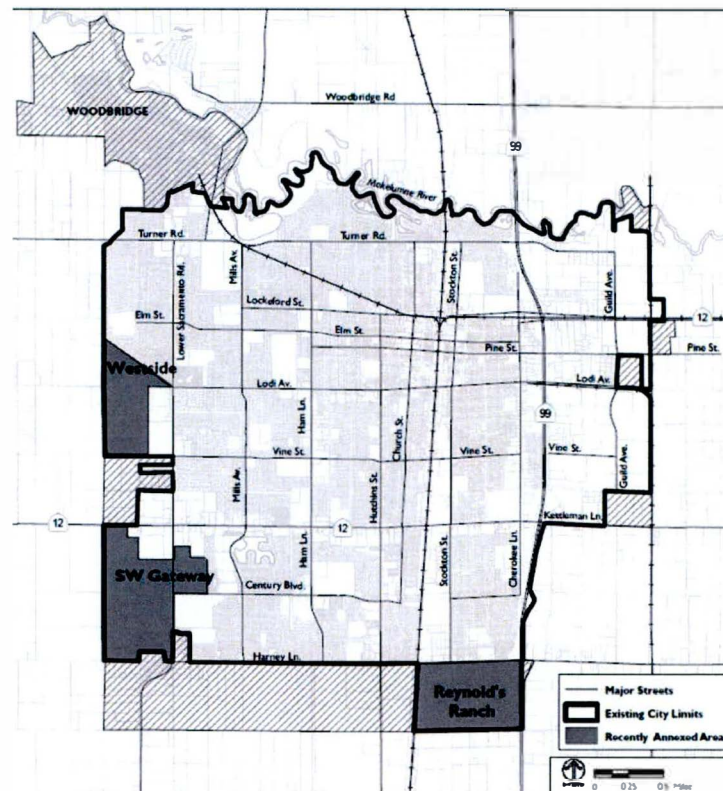 Woodbridge Rd
WOODBRIDGE
99
Mokelumne River
Turner Rd.
Turner Rd.
Lower Sacramento Rd.
Mills Av.
Stockton St.
Guild Ave.
Lockeford St.
12
Elm St.
Elm St.
Pine St.
Pine St.
Westside
Lodi Av.
Lodi Av.
Ham Ln.
Church St.
99
Vine St.
Vine St.
Vine St.
Mills Av.
Hutchins St.
Guild Ave.
Kettleman Ln.
12
12
Ham Ln.
Stockton St.
Cherokee Ln.
SW Gateway
Century Blvd.
Harney Ln.
Reynold's
Ranch
Major Streets
Existing City Limits
Recently Annexed Area
0 0.25 0.5 Miles